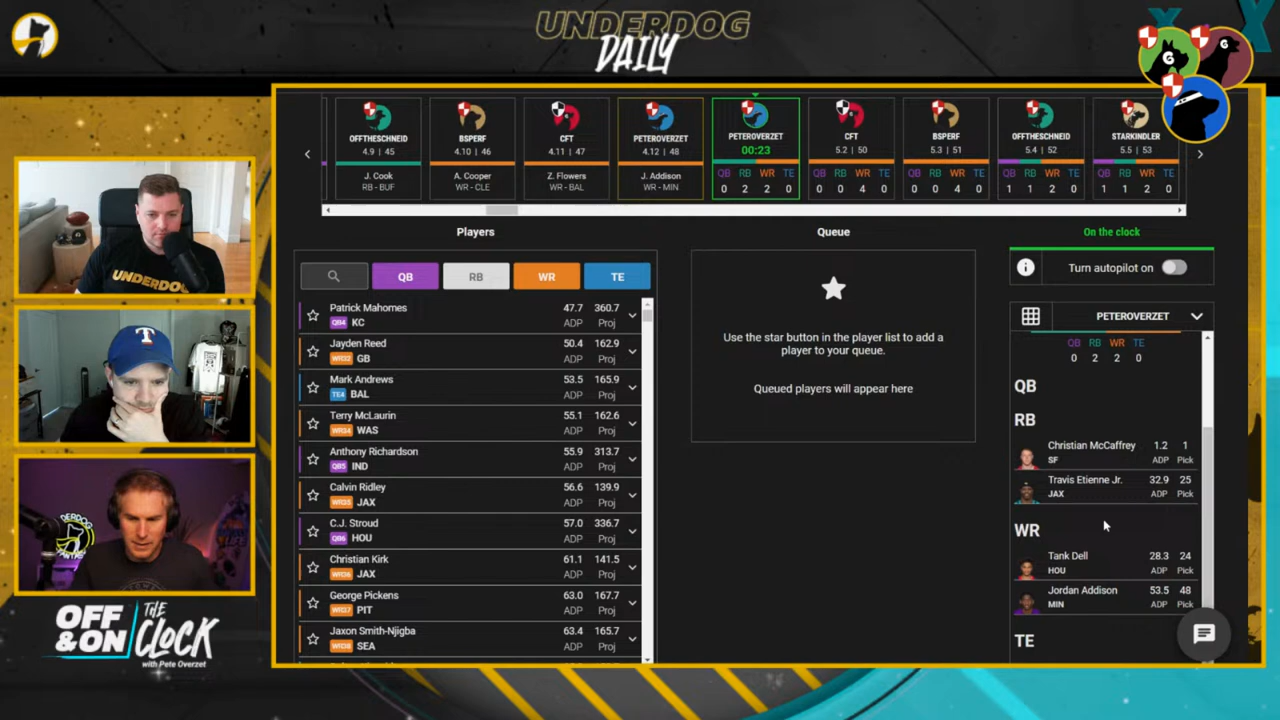 UNDERDOG
DAILY
OFFTHESCHNEID
4.9 | 45
J. Cook
RB - BUF
BSPERF
4.10 | 46
A. Cooper
WR - CLE
CFT
4.11 | 47
Z. Flowers
WR - BAL
PETEROVERZET
4.12 | 48
J. Addison
WR - MIN
PETEROVERZET
00:23
QB RB WR TE
0 2 2 0
CFT
5.2 | 50
QB RB WR TE
0 0 4 0
BSPERF
5.3 | 51
QB RB WR TE
0 0 4 0
OFFTHESCHNEID
5.4 | 52
QB RB WR TE
1 1 2 0
STARKINDLER
5.5 | 53
QB RB WR TE
1 1 2 0
G
G
Players
QB RB WR TE
Patrick Mahomes 47.7 360.7
QB4 KC ADP Proj
Jayden Reed 50.4 162.9
WR32 GB ADP Proj
Mark Andrews 53.5 165.9
TE4 BAL ADP Proj
Terry McLaurin 55.1 162.6
WR34 WAS ADP Proj
Anthony Richardson 55.9 313.7
QB5 IND ADP Proj
Calvin Ridley 56.6 139.9
WR35 JAX ADP Proj
C.J. Stroud 57.0 336.7
QB6 HOU ADP Proj
Christian Kirk 61.1 141.5
WR36 JAX ADP Proj
George Pickens 63.0 167.7
WR37 PIT ADP Proj
Jaxon Smith-Njigba 63.4 165.7
WR38 SEA ADP Proj
Queue
Use the star button in the player list to add a
player to your queue.
Queued players will appear here
On the clock
Turn autopilot on
PETEROVERZET
QB RB WR TE
0 2 2 0
QB
RB
Christian McCaffrey 1.2 1
SF ADP Pick
Travis Etienne Jr. 32.9 25
JAX ADP Pick
WR
Tank Dell 28.3 24
HOU ADP Pick
Jordan Addison 53.5 48
MIN ADP Pick
TE
UNDERDOG
T
OFF
&ON
THE
CLOCK
with Pete Overzet